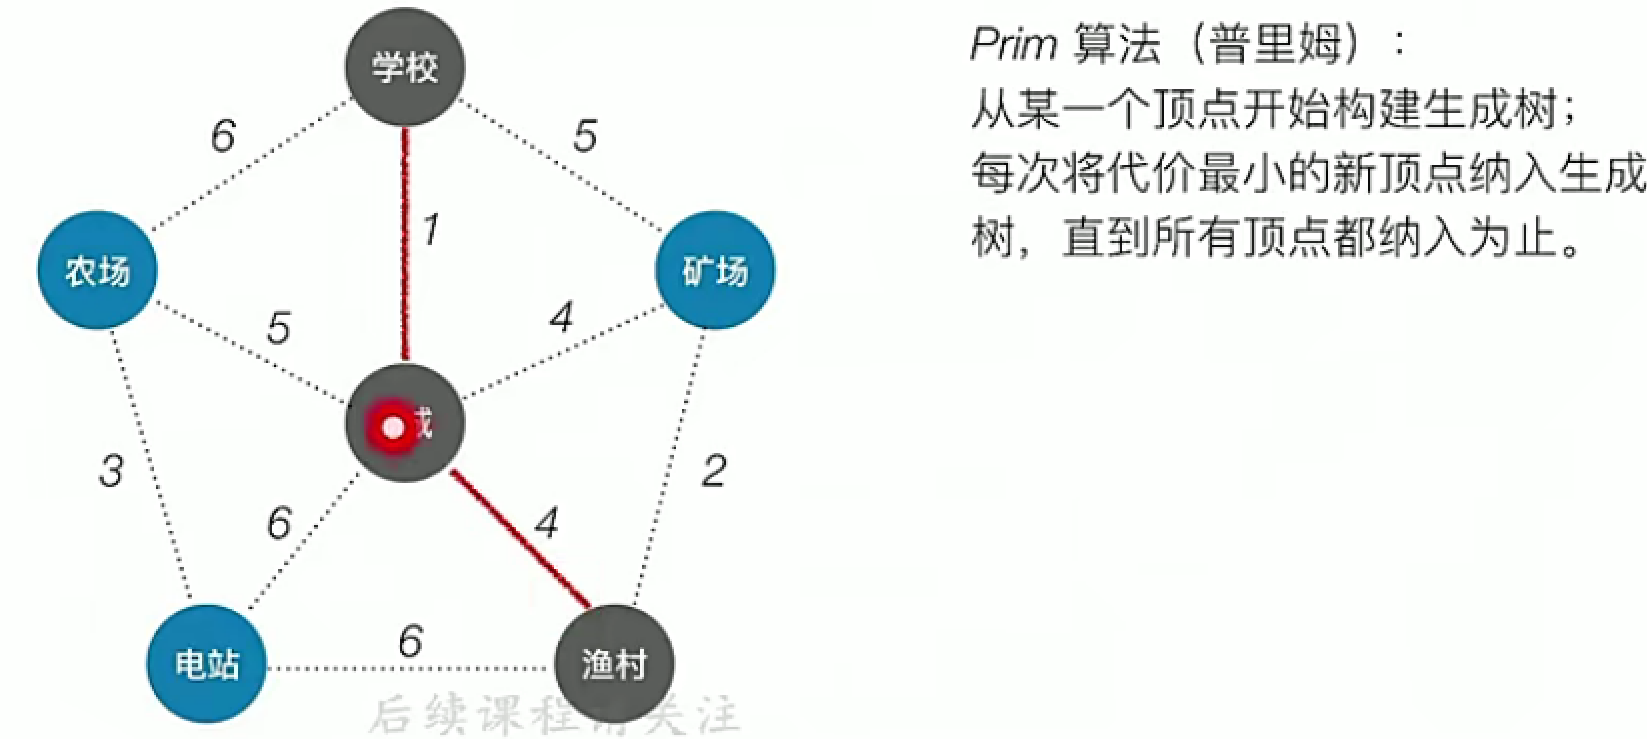 学校
6
5
1
农场
矿场
5
4
3
6
4
2
6
电站
渔村
Prim 算法（普里姆）：
从某一个顶点开始构建生成树；
每次将代价最小的新顶点纳入生成
树，直到所有顶点都纳入为止。
后续课程请关注